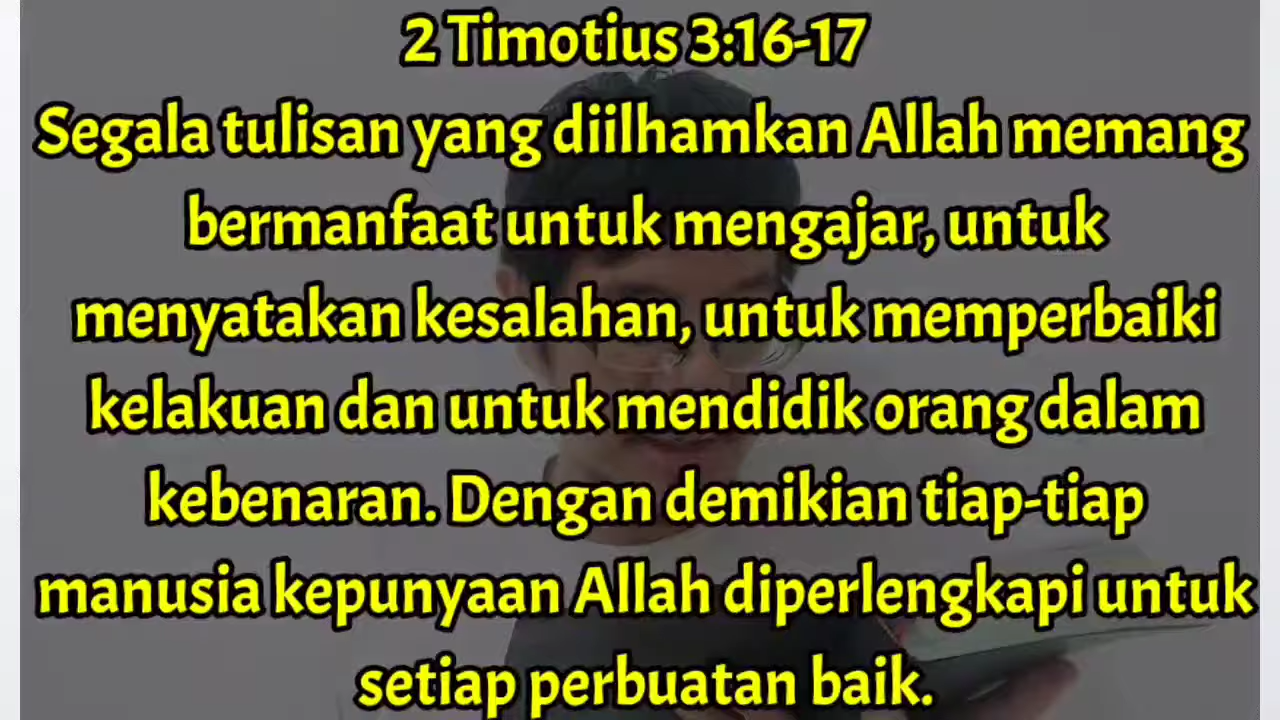 2 Timotius 3:16-17
Segala tulisan yang diilhamkan Allah memang
bermanfaat untuk mengajar, untuk
menyatakan kesalahan, untuk memperbaiki
kelakuan dan untuk mendidik orang dalam
kebenaran. Dengan demikian tiap-tiap
manusia kepunyaan Allah diperlengkapi untuk
setiap perbuatan baik.